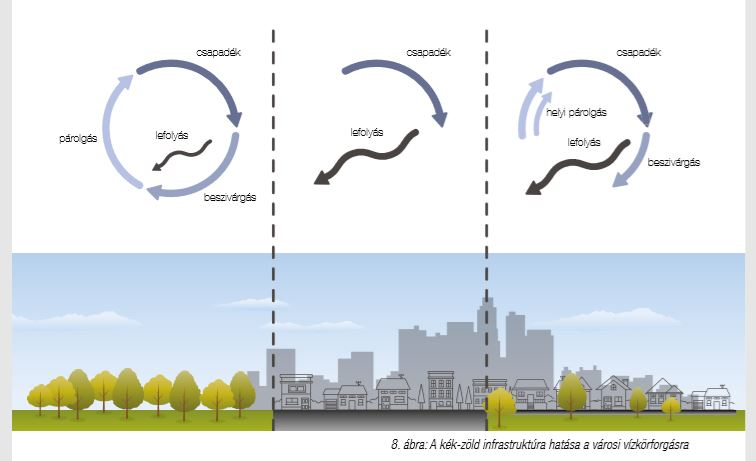 csapadék
párolgás
lefolyás
beszivárgás
csapadék
lefolyás
csapadék
helyi párolgás
lefolyás
beszivárgás
8. ábra: A kék-zöld infrastruktúra hatása a városi vízkörforgásra